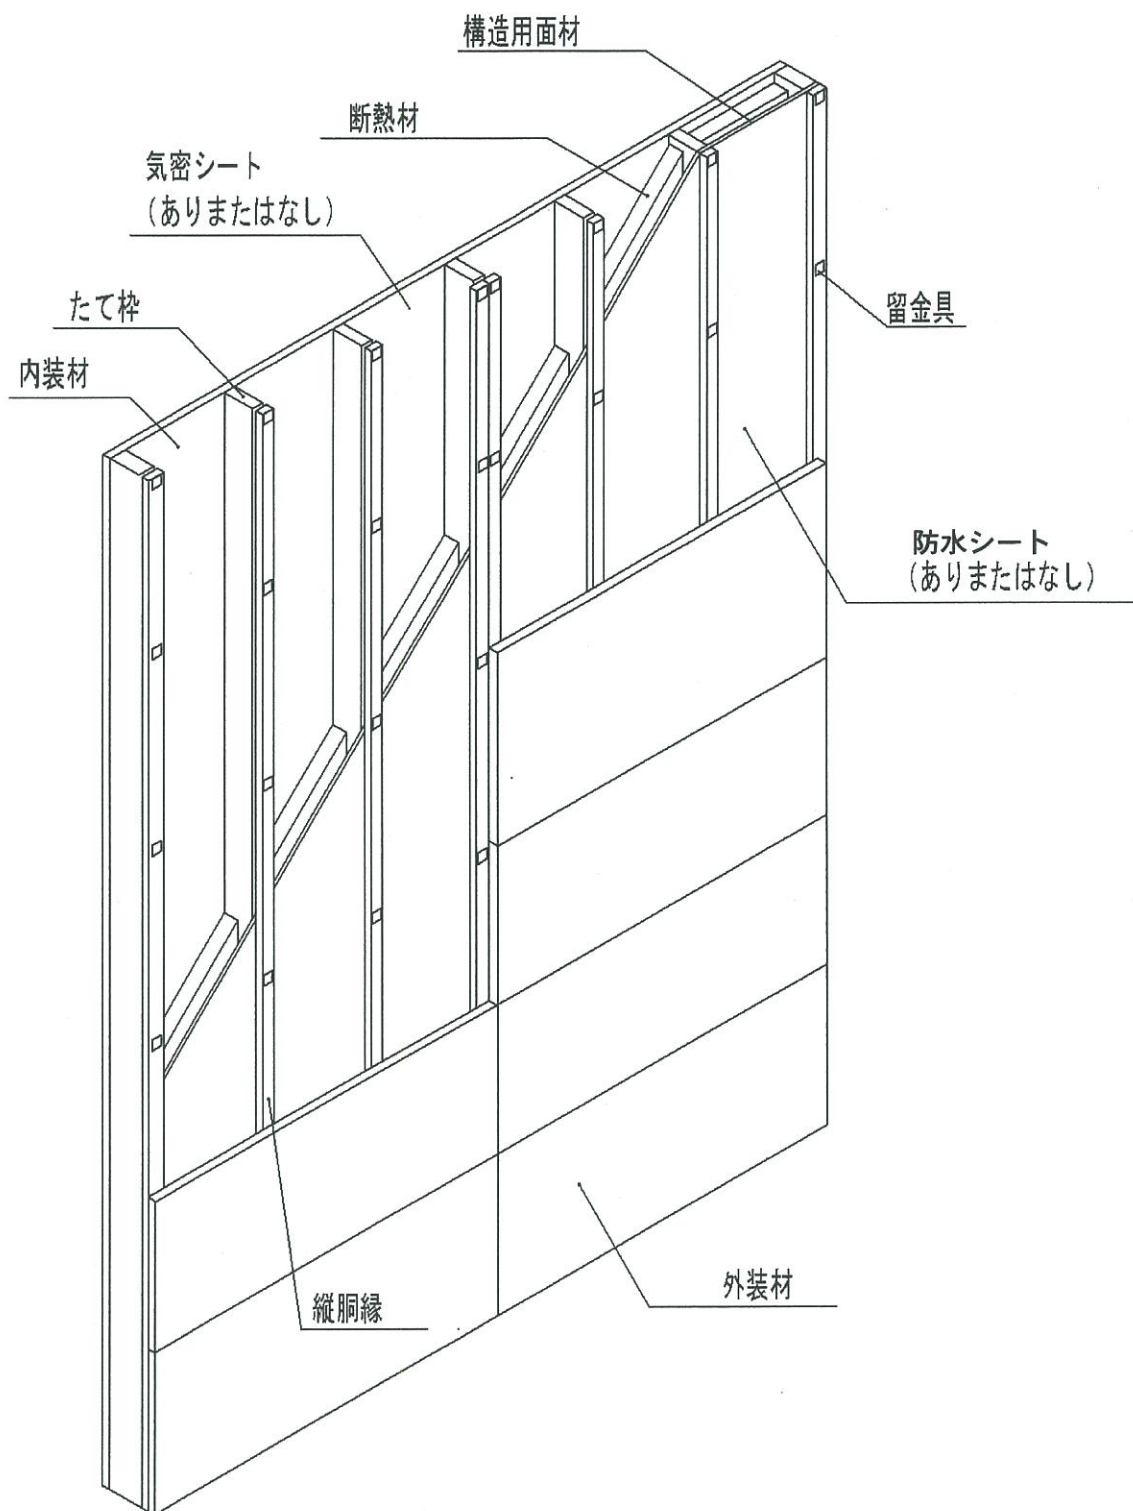 構造用面材
断熱材
気密シート
(ありまたはなし)
たて枠
留金具
内装材
防水シート
(ありまたはなし)
外装材
縦胴縁